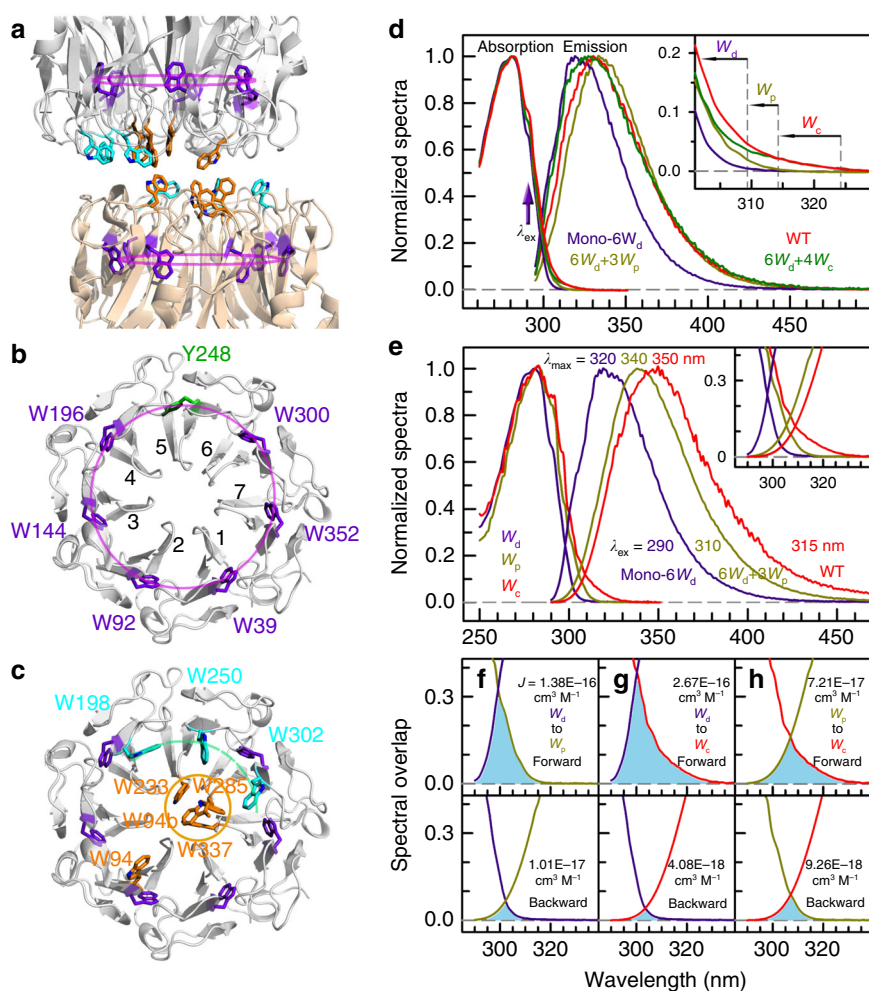 a
b
Y248
W196
W300
5
6
4
7
W144
3
W352
2
1
W92
W39
c
W250
W198
W302
W233
W285
W94b
W94
W337
d
Normalized spectra
1.0
0.8
0.6
0.4
0.2
0.0
Absorption
Emission
λex
Mono-6Wd
6Wd+3Wp
WT
6Wd+4Wc
300
350
400
450
0.2
0.1
0.0
Wd
Wp
Wc
310
320
e
Normalized spectra
1.0
0.8
0.6
0.4
0.2
0.0
λmax = 320
340
350 nm
Wd
Wp
Wc
λex = 290
310
315 nm
Mono-6Wd
6Wd+3Wp
WT
250
300
350
400
450
0.4
0
300
320
Spectral overlap
0.4
0.2
0.0
f
J = 1.38E−16
cm³ M⁻¹
Wd
to
Wp
Forward
g
2.67E−16
cm³ M⁻¹
Wd
to
Wc
Forward
h
7.21E−17
cm³ M⁻¹
Wp
to
Wc
Forward
0.4
0.2
0.0
1.01E−17
cm³ M⁻¹
Backward
4.08E−18
cm³ M⁻¹
Backward
9.26E−18
cm³ M⁻¹
Backward
300
320
300
320
300
320
Wavelength (nm)